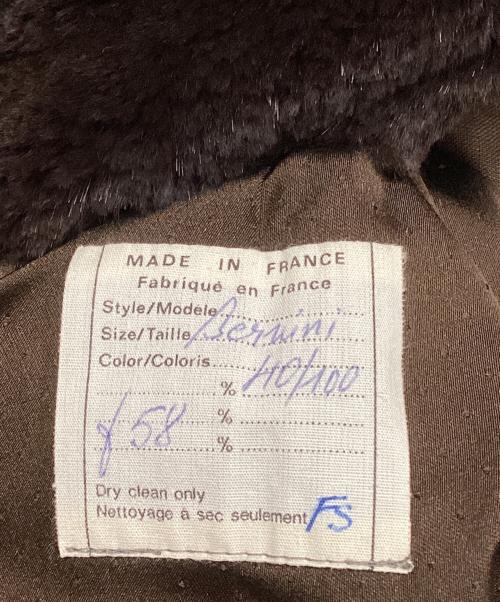 MADE IN FRANCE
Fabriqué en France
Style/Modele
Size/Taille Bernini
Color/Coloris
% 40/100
58 %
%
Dry clean only
Nettoyage à sec seulement FS